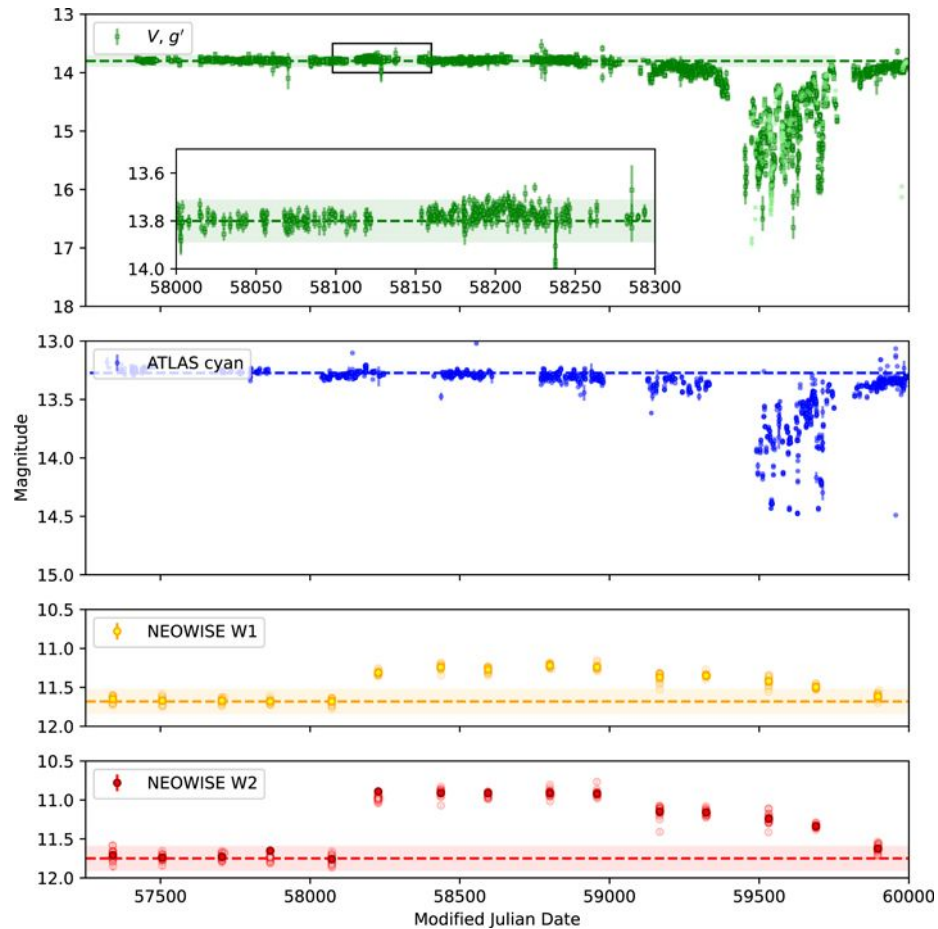 13
14
15
16
17
18
V, g′
13.6
13.8
14.0
58000 58050 58100 58150 58200 58250 58300
13.0
13.5
14.0
14.5
15.0
ATLAS cyan
Magnitude
10.5
11.0
11.5
12.0
NEOWISE W1
10.5
11.0
11.5
12.0
NEOWISE W2
57500 58000 58500 59000 59500 60000
Modified Julian Date